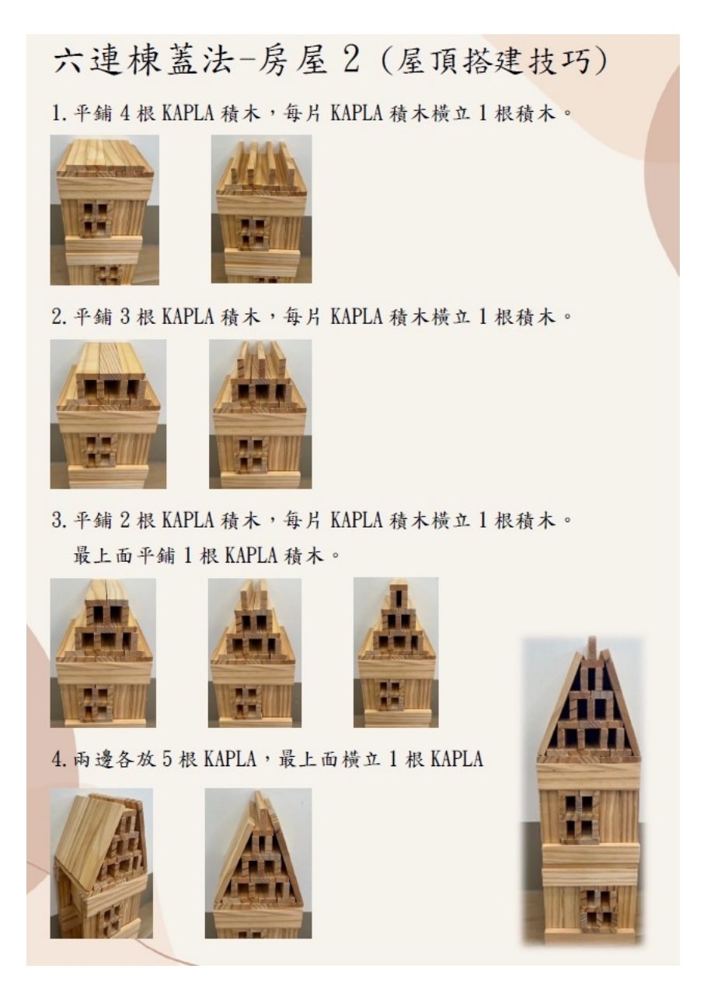 六連棟蓋法-房屋 2 (屋頂搭建技巧)
1. 平鋪 4 根 KAPLA 積木，每片 KAPLA 積木橫立 1 根積木。
2. 平鋪 3 根 KAPLA 積木，每片 KAPLA 積木橫立 1 根積木。
3. 平鋪 2 根 KAPLA 積木，每片 KAPLA 積木橫立 1 根積木。
最上面平鋪 1 根 KAPLA 積木。
4. 兩邊各放 5 根 KAPLA，最上面橫立 1 根 KAPLA